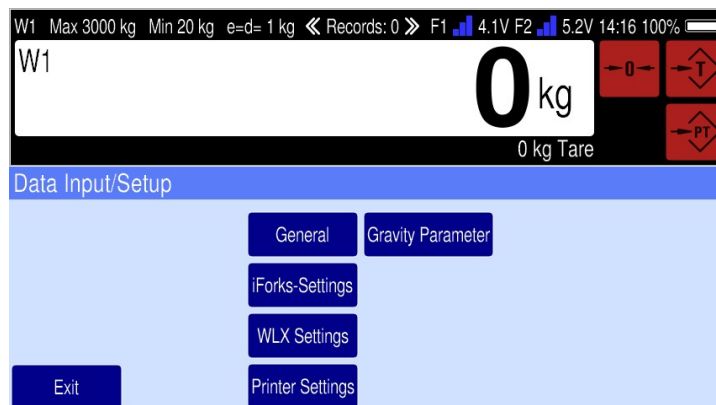 W1 Max 3000 kg Min 20 kg e=d= 1 kg ≪ Records: 0 ≫ F1 4.1V F2 5.2V 14:16 100%
W1
0 kg
→0←
→T
→PT
0 kg Tare
Data Input/Setup
General Gravity Parameter
iForks-Settings
WLX Settings
Exit Printer Settings